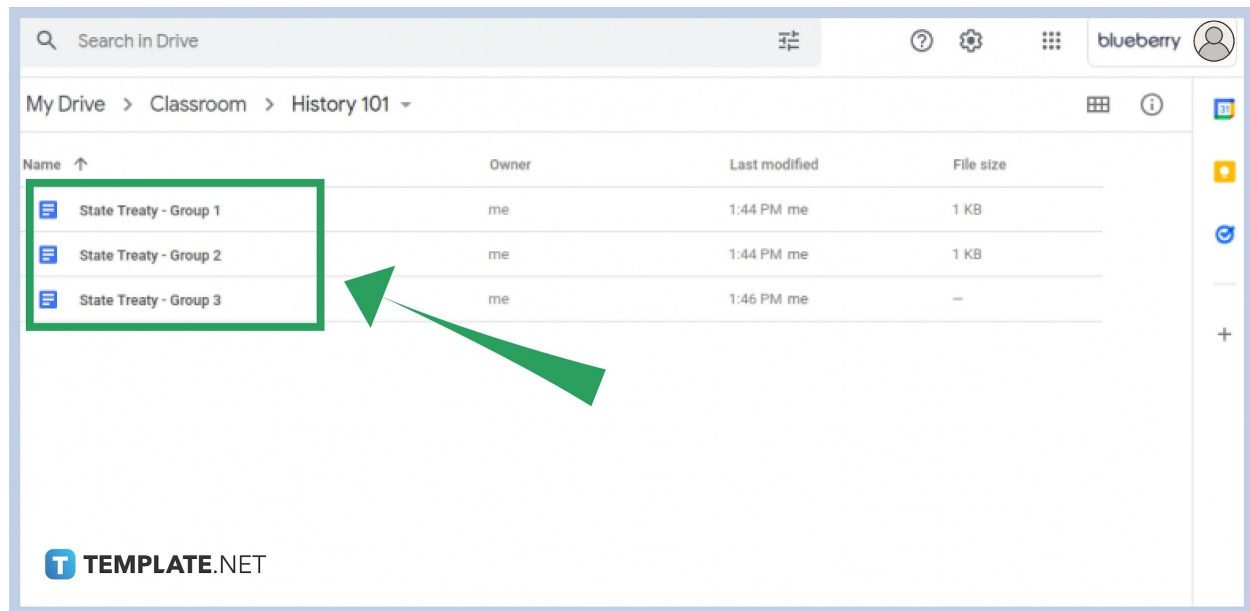 Search in Drive
blueberry
My Drive > Classroom > History 101
31
Name Owner Last modified File size
State Treaty - Group 1 me 1:44 PM me 1 KB
State Treaty - Group 2 me 1:44 PM me 1 KB
State Treaty - Group 3 me 1:46 PM me –
T TEMPLATE.NET